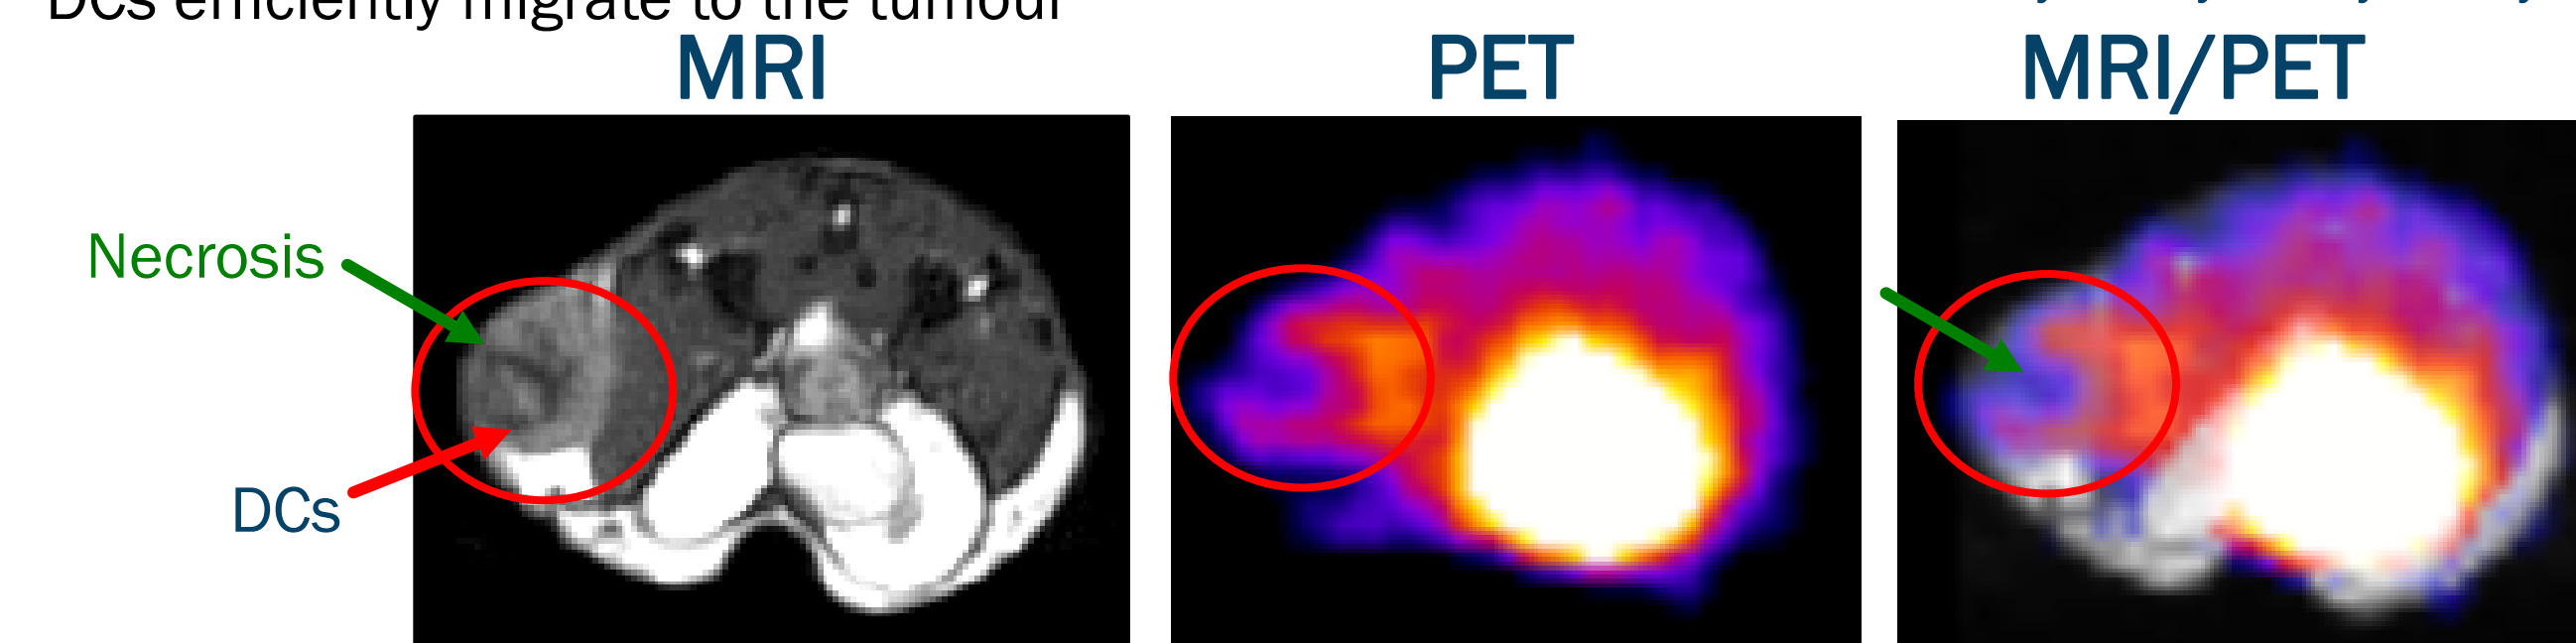 DCs efficiently migrate to the tumour
MRI
PET
MRI/PET
Necrosis
DCs